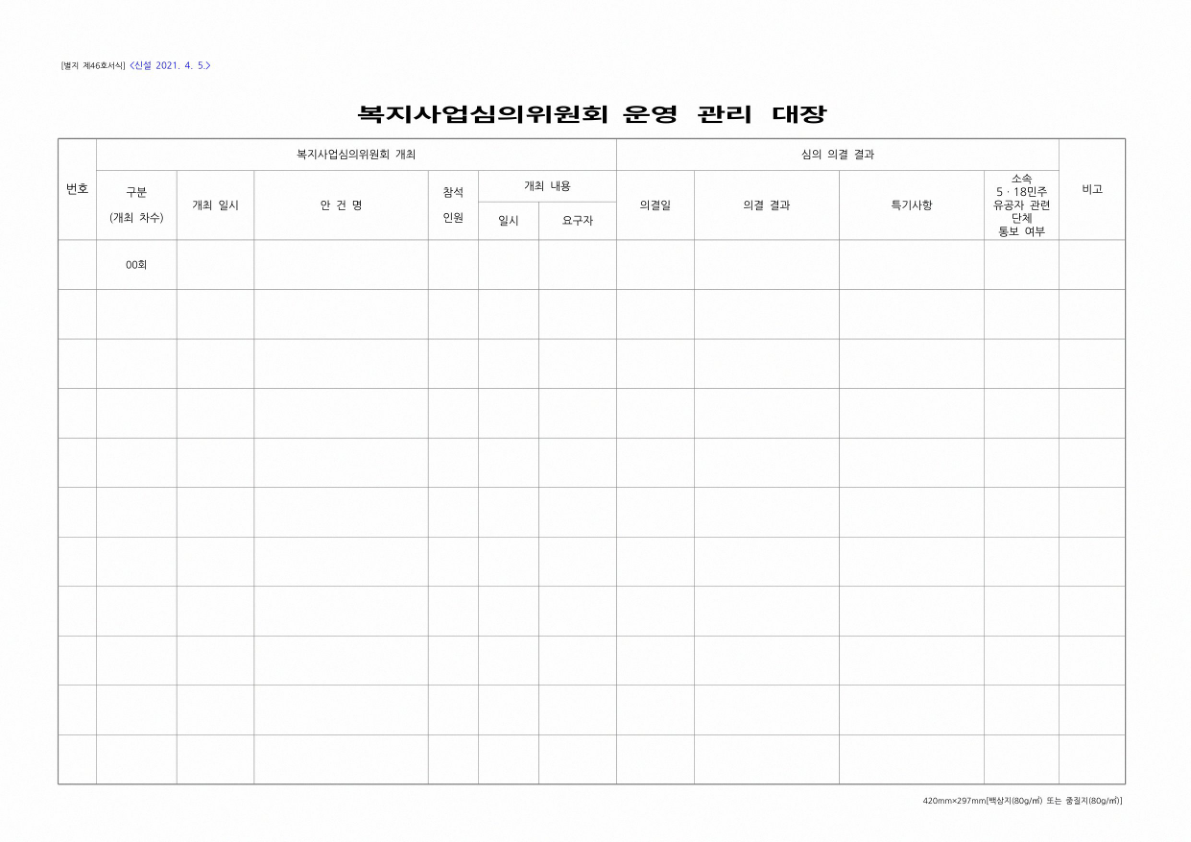 [별지 제46호서식] <신설 2021. 4. 5.>
복지사업심의위원회 운영 관리 대장
번호
복지사업심의위원회 개최
심의 의결 결과
비고
구분
(개최 차수)
개최 일시
안 건 명
참석
인원
개최 내용
일시
요구자
의결일
의결 결과
특기사항
소속
5ㆍ18민주
유공자 관련
단체
통보 여부
00회
420mm×297mm[백상지(80g/㎡) 또는 중질지(80g/㎡)]